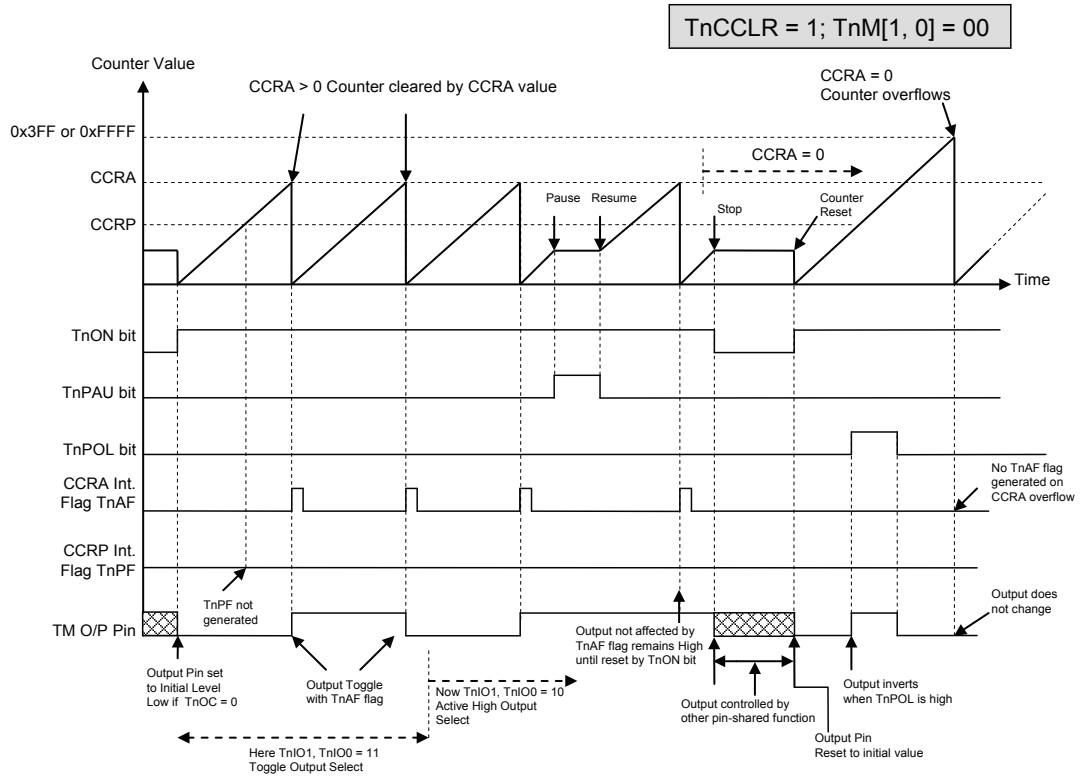 TnCCLR = 1; TnM[1, 0] = 00
Counter Value
CCRA > 0 Counter cleared by CCRA value
CCRA = 0
Counter overflows
0x3FF or 0xFFFF
CCRA = 0
CCRA
Pause
Resume
Stop
Counter
Reset
CCRP
Time
TnON bit
TnPAU bit
TnPOL bit
No TnAF flag
generated on
CCRA overflow
CCRA Int.
Flag TnAF
CCRP Int.
Flag TnPF
TnPF not
generated
Output does
not change
TM O/P Pin
Output not affected by
TnAF flag remains High
until reset by TnON bit
Output Pin set
to Initial Level
Low if TnOC = 0
Output Toggle
with TnAF flag
Now TnIO1, TnIO0 = 10
Active High Output
Select
Output controlled by
other pin-shared function
Output inverts
when TnPOL is high
Output Pin
Reset to initial value
Here TnIO1, TnIO0 = 11
Toggle Output Select